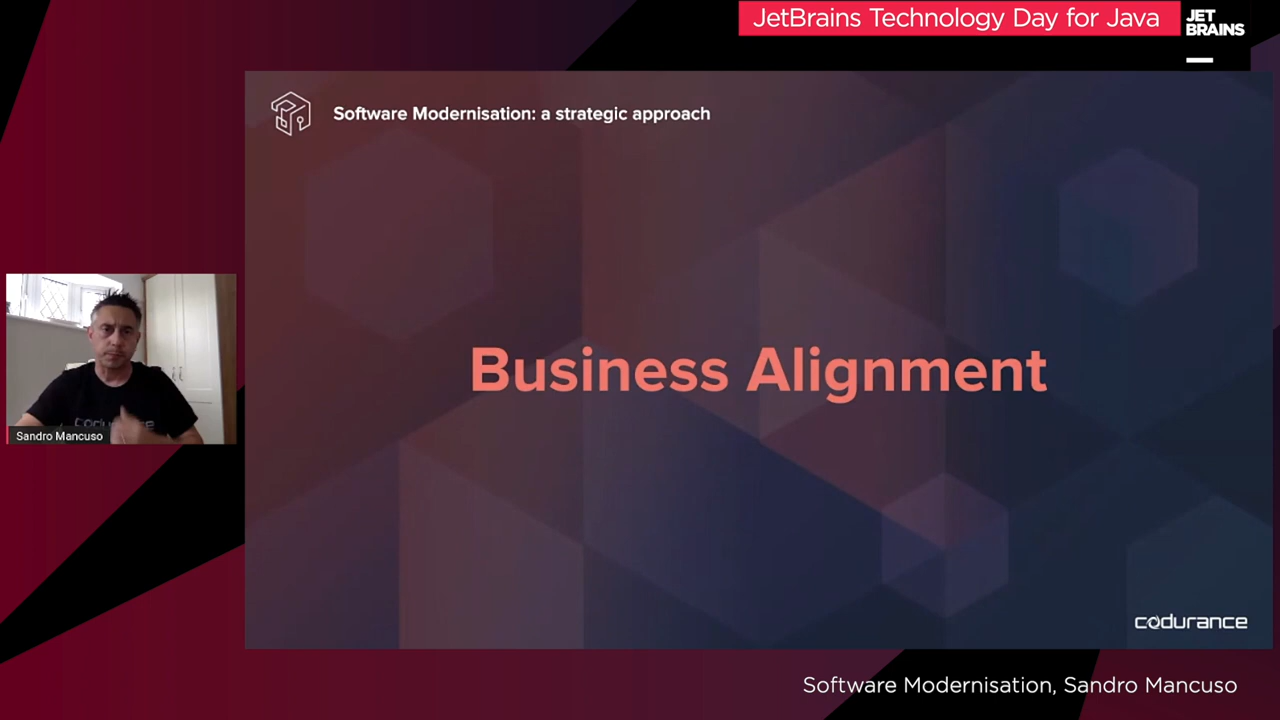 JetBrains Technology Day for Java
JET
BRAINS
Software Modernisation: a strategic approach
Business Alignment
codurance
Sandro Mancuso
codurance
Software Modernisation, Sandro Mancuso